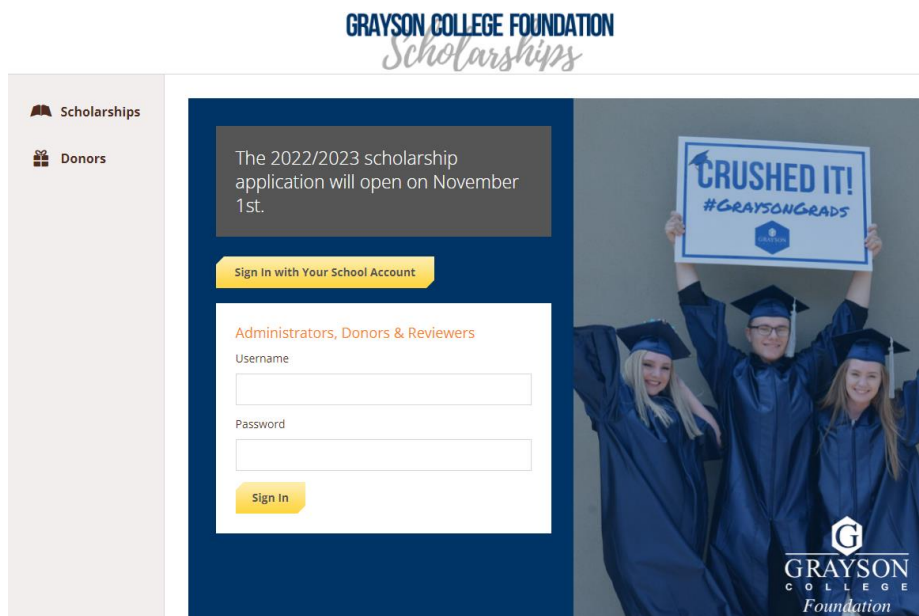 GRAYSON COLLEGE FOUNDATION
Scholarships
Scholarships
Donors
The 2022/2023 scholarship
application will open on November
1st.
Sign In with Your School Account
Administrators, Donors & Reviewers
Username
Password
Sign In
CRUSHED IT!
#GRAYSONGRADS
GRAYSON
G
GRAYSON
COLLEGE
Foundation